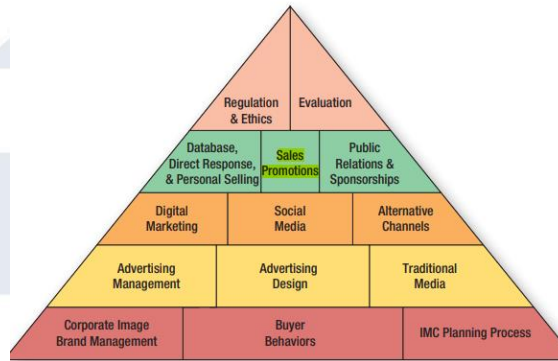 Regulation
& Ethics
Evaluation
Database,
Direct Response,
& Personal Selling
Sales
Promotions
Public
Relations &
Sponsorships
Digital
Marketing
Social
Media
Alternative
Channels
Advertising
Management
Advertising
Design
Traditional
Media
Corporate Image
Brand Management
Buyer
Behaviors
IMC Planning Process